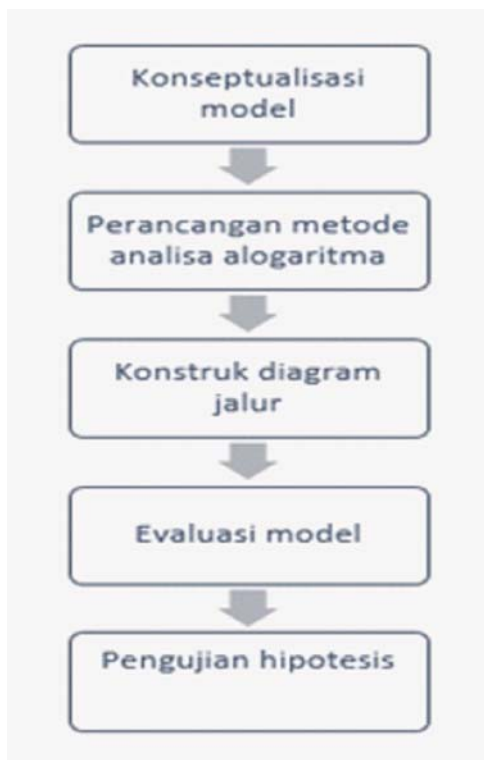 Konseptualisasi
model
Perancangan metode
analisa alogaritma
Konstruk diagram
jalur
Evaluasi model
Pengujian hipotesis